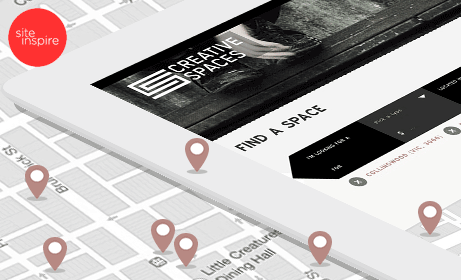 site
inspire
CREATIVE
SPACES
FIND A SPACE
I'M LOOKING FOR A
Pick a type
LOCATED
FOR
$
X COLLINGWOOD (VIC, 3066)
X
Brunswick St
Little Creatures
Dining Hall